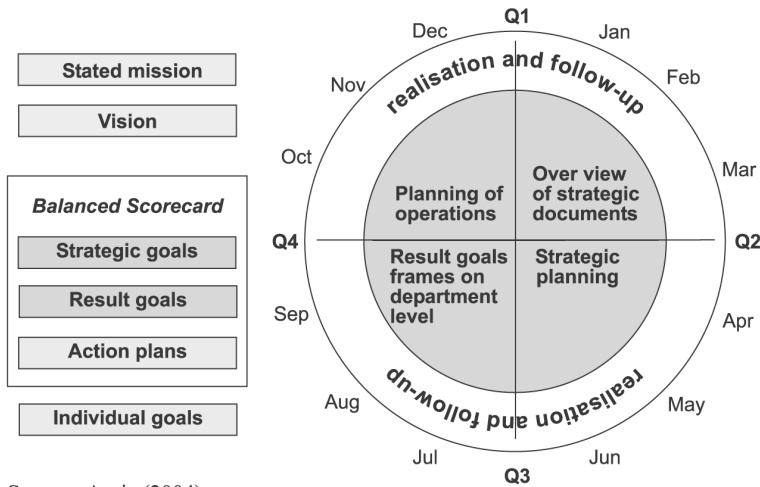 Stated mission
Vision
Balanced Scorecard
Strategic goals
Result goals
Action plans
Individual goals
Q1
Jan
Feb
Mar
Q2
Apr
May
Jun
Q3
Jul
Aug
Sep
Q4
Oct
Nov
Dec
realisation and follow-up
Planning of
operations
Over view
of strategic
documents
Result goals
frames on
department
level
Strategic
planning
realisation and follow-up
(2004)